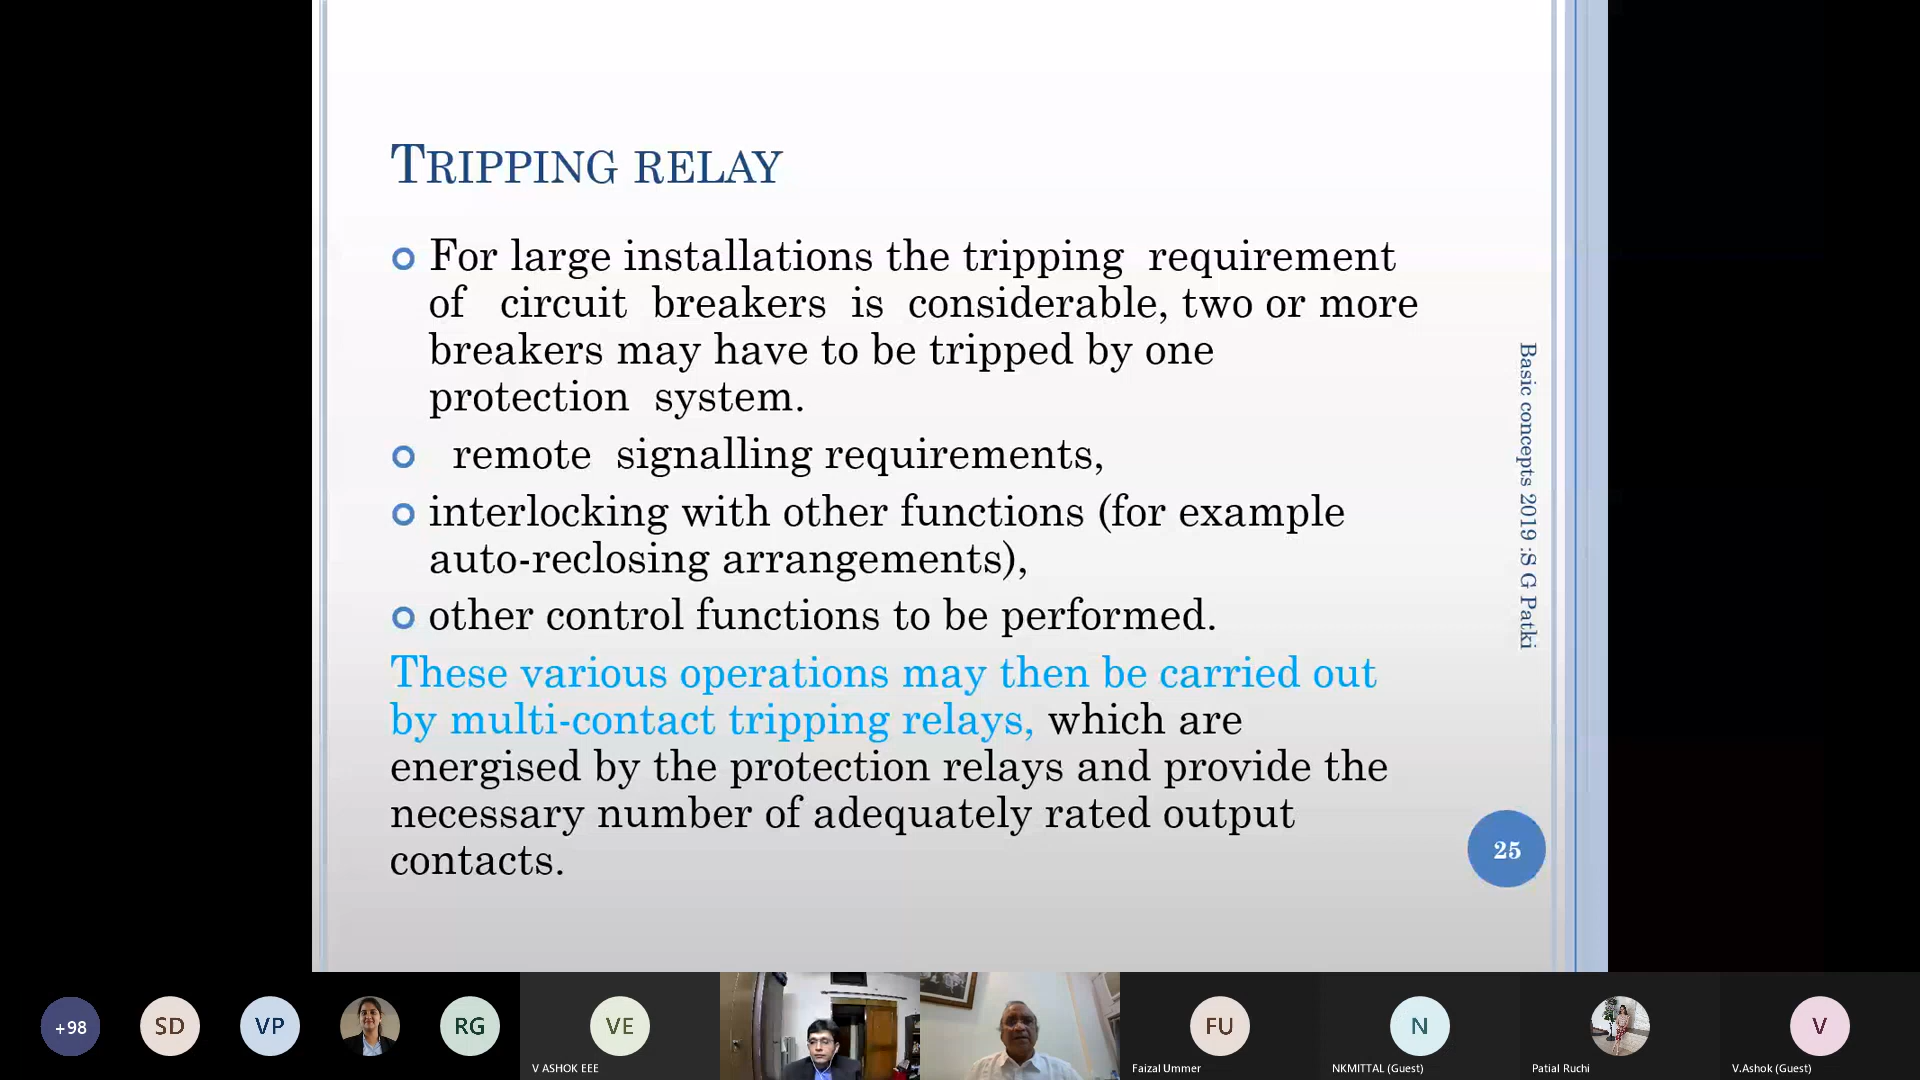 TRIPPING RELAY
For large installations the tripping requirement
of circuit breakers is considerable, two or more
breakers may have to be tripped by one
protection system.
remote signalling requirements,
interlocking with other functions (for example
auto-reclosing arrangements),
other control functions to be performed.
These various operations may then be carried out
by multi-contact tripping relays, which are
energised by the protection relays and provide the
necessary number of adequately rated output
contacts.
Basic concepts 2019 :S G Patki
25
+98
SD
VP
RG
VE
V ASHOK EEE
FU
Faizal Ummer
N
NKMITTAL (Guest)
Patial Ruchi
V
V.Ashok (Guest)